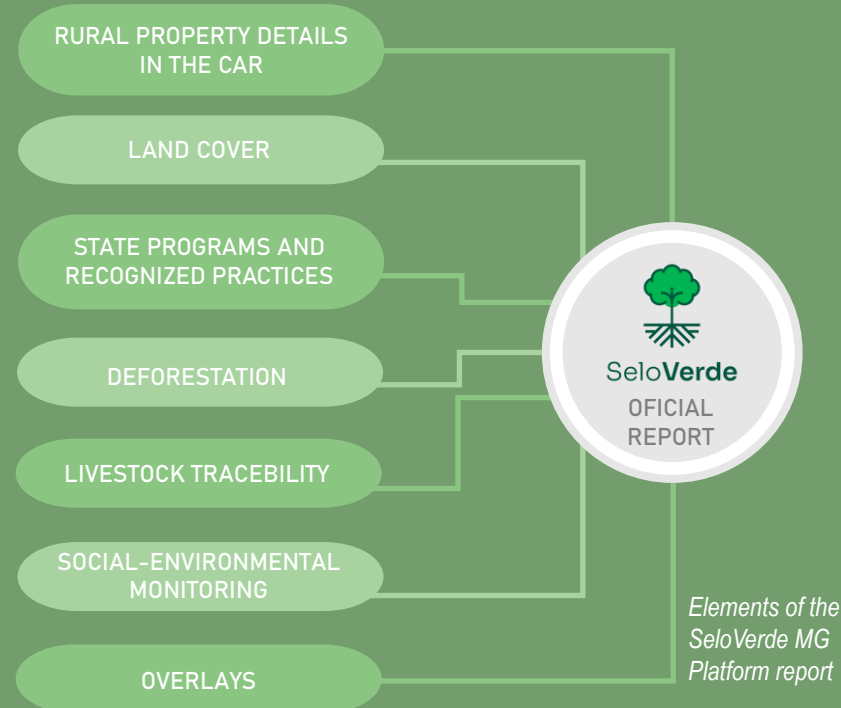 RURAL PROPERTY DETAILS
IN THE CAR
LAND COVER
STATE PROGRAMS AND
RECOGNIZED PRACTICES
DEFORESTATION
LIVESTOCK TRACEBILITY
SOCIAL-ENVIRONMENTAL
MONITORING
OVERLAYS
SeloVerde
OFICIAL
REPORT
Elements of the
SeloVerde MG
Platform report